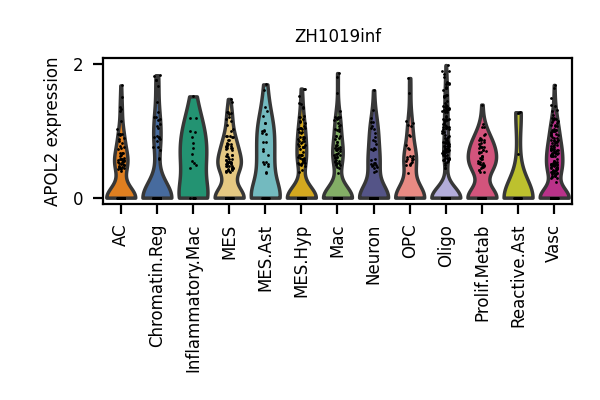 ZH1019inf
APOL2 expression
2
0
AC
Chromatin.Reg
Inflammatory.Mac
MES
MES.Ast
MES.Hyp
Mac
Neuron
OPC
Oligo
Prolif.Metab
Reactive.Ast
Vasc